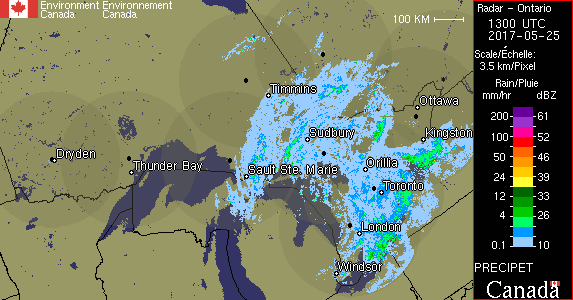 Environment Environnement
Canada Canada
100 KM
Timmins
Ottawa
Sudbury
Kingston
Dryden
Thunder Bay
Sault Ste. Marie
Orillia
Toronto
London
Windsor
Radar - Ontario
1300 UTC
2017-05-25
Scale/Échelle:
3.5 km/Pixel
Rain/Pluie
mm/hr dBZ
200 61
100 52
50 46
24 39
12 33
4 26
0.1 10
PRECIPET
Canada